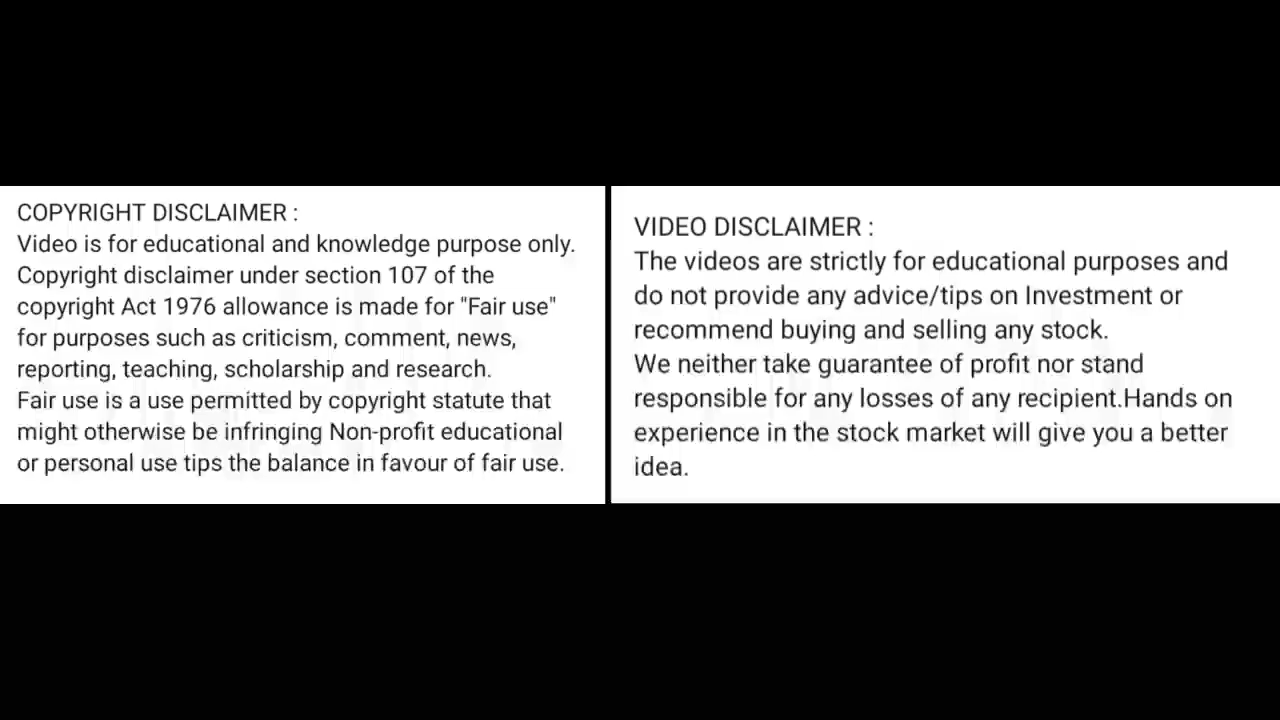 COPYRIGHT DISCLAIMER :
Video is for educational and knowledge purpose only.
Copyright disclaimer under section 107 of the
copyright Act 1976 allowance is made for "Fair use"
for purposes such as criticism, comment, news,
reporting, teaching, scholarship and research.
Fair use is a use permitted by copyright statute that
might otherwise be infringing Non-profit educational
or personal use tips the balance in favour of fair use.
VIDEO DISCLAIMER :
The videos are strictly for educational purposes and
do not provide any advice/tips on Investment or
recommend buying and selling any stock.
We neither take guarantee of profit nor stand
responsible for any losses of any recipient.Hands on
experience in the stock market will give you a better
idea.